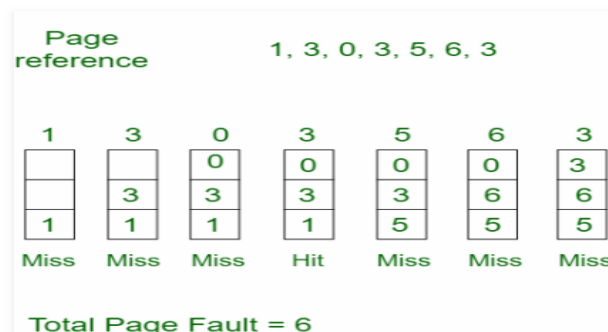 Page
reference
1, 3, 0, 3, 5, 6, 3
1 3 0 3 5 6 3
0 0 0 0 3
3 3 3 3 6 6
1 1 1 1 5 5 5
Miss Miss Miss Hit Miss Miss Miss
Total Page Fault = 6